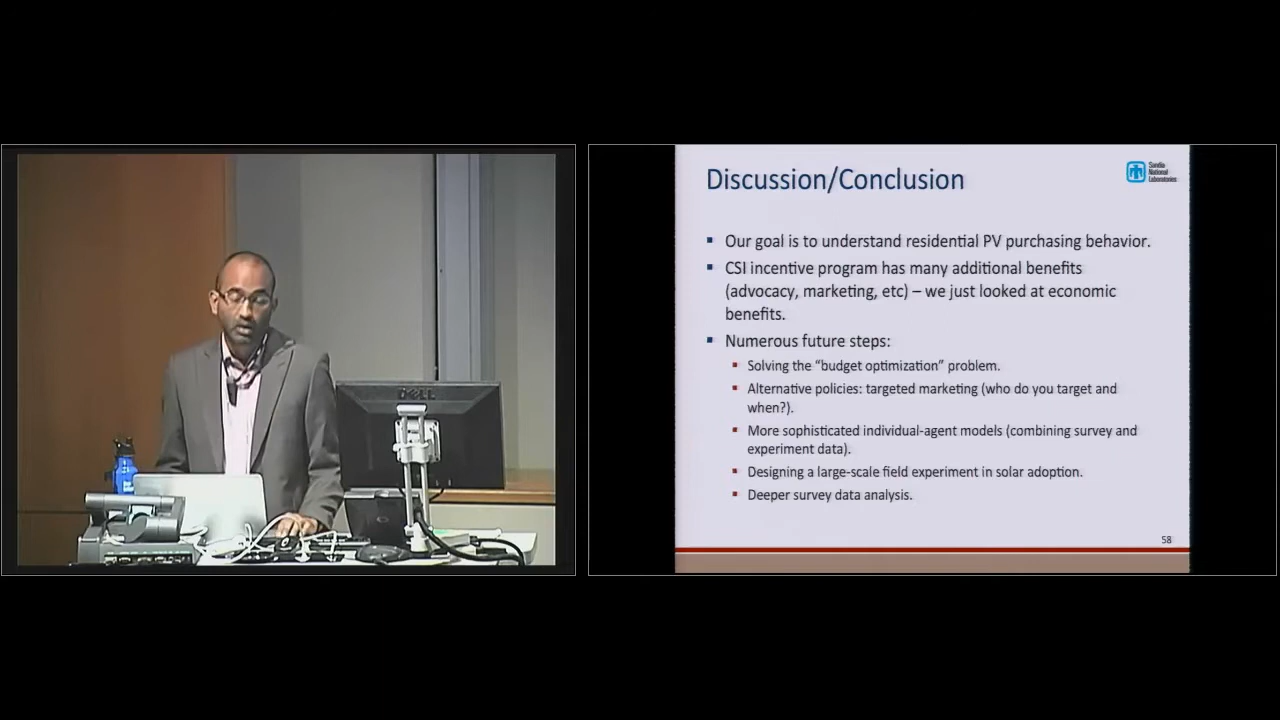 Discussion/Conclusion
Sandia
National
Laboratories
▪ Our goal is to understand residential PV purchasing behavior.
▪ CSI incentive program has many additional benefits
(advocacy, marketing, etc) – we just looked at economic
benefits.
▪ Numerous future steps:
▪ Solving the “budget optimization” problem.
▪ Alternative policies: targeted marketing (who do you target and
when?).
▪ More sophisticated individual-agent models (combining survey and
experiment data).
▪ Designing a large-scale field experiment in solar adoption.
▪ Deeper survey data analysis.
58
DELL